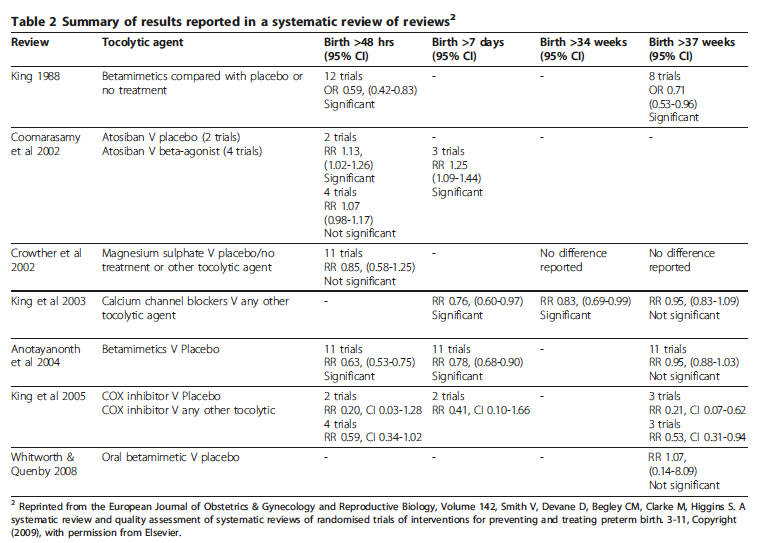 Table 2 Summary of results reported in a systematic review of reviews²
Review Tocolytic agent Birth >48 hrs Birth >7 days Birth >34 weeks Birth >37 weeks
(95% CI) (95% CI) (95% CI) (95% CI)
King 1988 Betamimetics compared with placebo or 12 trials - - 8 trials
no treatment OR 0.59, (0.42-0.83) OR 0.71
Significant (0.53-0.96)
Significant
Coomarasamy Atosiban V placebo (2 trials) 2 trials - - -
et al 2002 Atosiban V beta-agonist (4 trials) RR 1.13, 3 trials
(1.02-1.26) RR 1.25
Significant (1.09-1.44)
4 trials Significant
RR 1.07
(0.98-1.17)
Not significant
Crowther et al Magnesium sulphate V placebo/no 11 trials - No difference No difference
2002 treatment or other tocolytic agent RR 0.85, (0.58-1.25) reported reported
Not significant
King et al 2003 Calcium channel blockers V any other - RR 0.76, (0.60-0.97) RR 0.83, (0.69-0.99) RR 0.95, (0.83-1.09)
tocolytic agent Significant Significant Not significant
Anotayanonth Betamimetics V Placebo 11 trials 11 trials - 11 trials
et al 2004 RR 0.63, (0.53-0.75) RR 0.78, (0.68-0.90) RR 0.95, (0.88-1.03)
Significant Significant Not significant
King et al 2005 COX inhibitor V Placebo 2 trials 2 trials 3 trials
COX inhibitor V any other tocolytic RR 0.20, CI 0.03-1.28 RR 0.41, CI 0.10-1.66 RR 0.21, CI 0.07-0.62
4 trials 3 trials
RR 0.59, CI 0.34-1.02 RR 0.53, CI 0.31-0.94
Whitworth & Oral betamimetic V placebo - - - RR 1.07,
Quenby 2008 (0.14-8.09)
Not significant
² Reprinted from the European Journal of Obstetrics & Gynecology and Reproductive Biology, Volume 142, Smith V, Devane D, Begley CM, Clarke M, Higgins S. A
systematic review and quality assessment of systematic reviews of randomised trials of interventions for preventing and treating preterm birth. 3-11, Copyright
(2009), with permission from Elsevier.